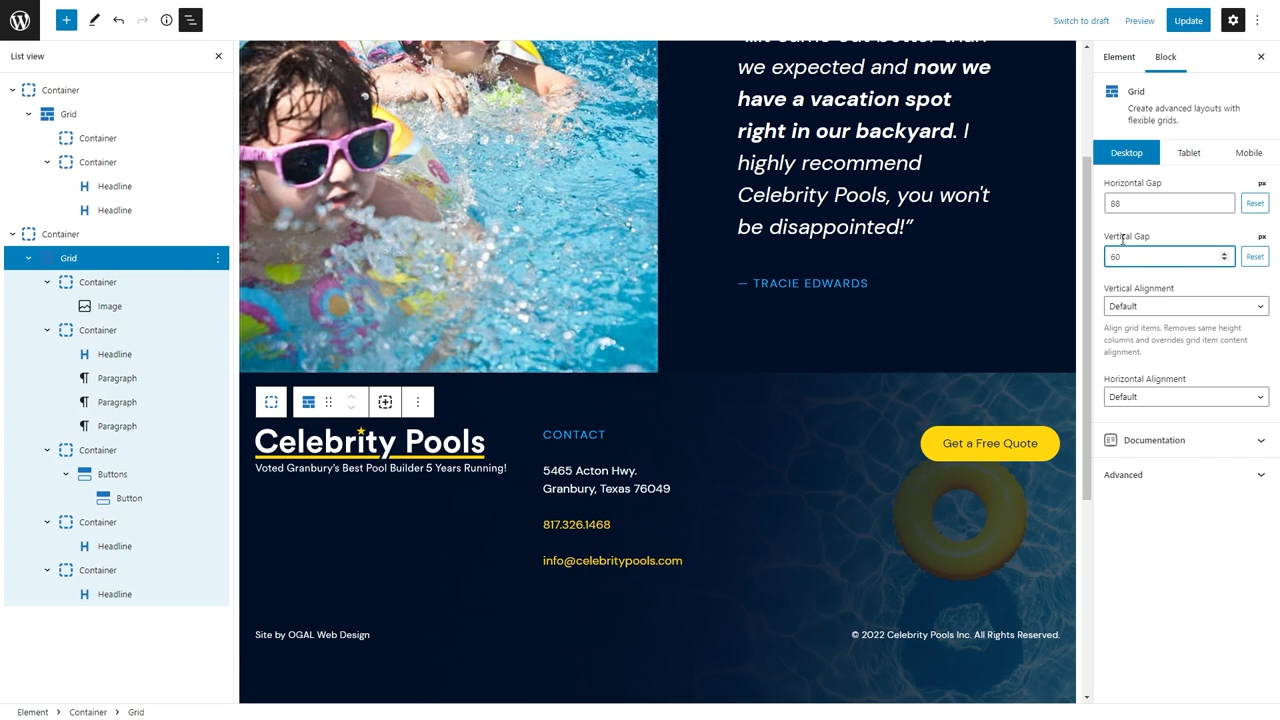 Switch to draft
Preview
Update
List view
Container
Grid
Container
Container
Headline
Headline
Container
Grid
Container
Image
Container
Headline
Paragraph
Paragraph
Paragraph
Container
Buttons
Button
Container
Headline
Container
Headline
we expected and now we
have a vacation spot
right in our backyard. I
highly recommend
Celebrity Pools, you won't
be disappointed!”
— TRACIE EDWARDS
Celebrity Pools
Voted Granbury's Best Pool Builder 5 Years Running!
CONTACT
5465 Acton Hwy.
Granbury, Texas 76049
817.326.1468
info@celebritypools.com
Get a Free Quote
Site by OGAL Web Design
© 2022 Celebrity Pools Inc. All Rights Reserved.
Element
Block
Grid
Create advanced layouts with
flexible grids.
Desktop
Tablet
Mobile
Horizontal Gap
px
88
Reset
Vertical Gap
px
60
Reset
Vertical Alignment
Default
Align grid items. Removes same height
columns and overrides grid item content
alignment.
Horizontal Alignment
Default
Documentation
Advanced
Element > Container > Grid